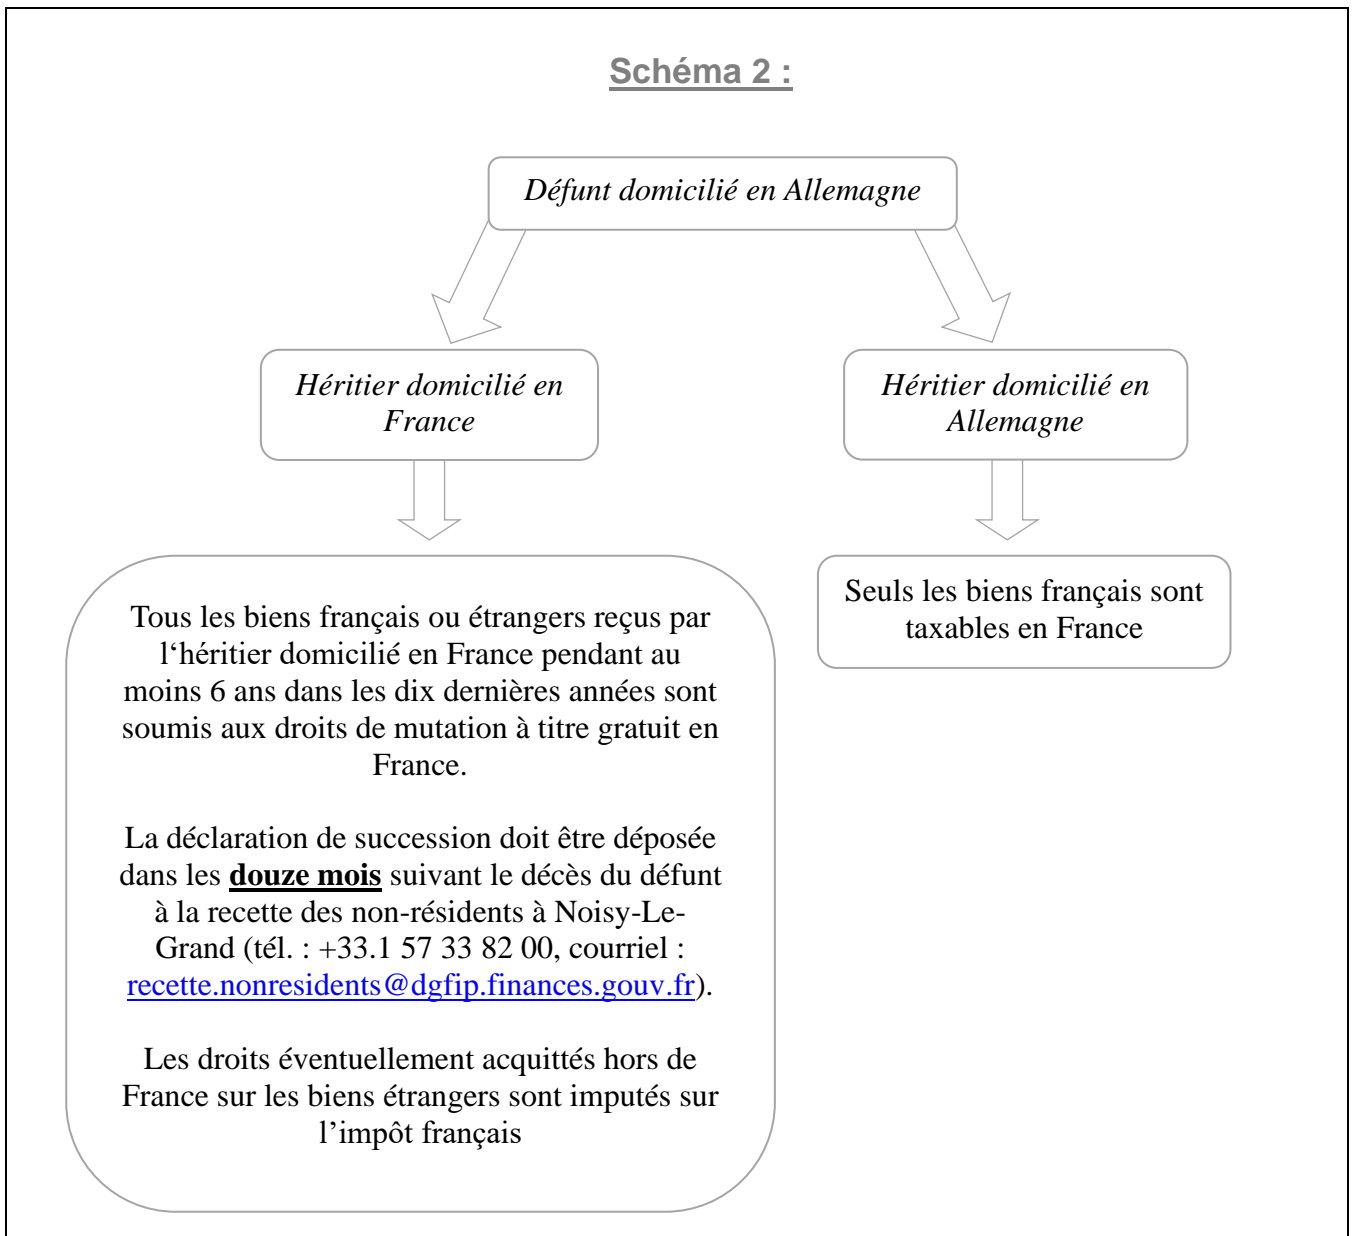 Schéma 2 :
Défunt domicilié en Allemagne
Héritier domicilié en
France
Héritier domicilié en
Allemagne
Tous les biens français ou étrangers reçus par
l‘héritier domicilié en France pendant au
moins 6 ans dans les dix dernières années sont
soumis aux droits de mutation à titre gratuit en
France.
La déclaration de succession doit être déposée
dans les douze mois suivant le décès du défunt
à la recette des non-résidents à Noisy-Le-
Grand (tél. : +33.1 57 33 82 00, courriel :
recette.nonresidents@dgfip.finances.gouv.fr).
Les droits éventuellement acquittés hors de
France sur les biens étrangers sont imputés sur
l’impôt français
Seuls les biens français sont
taxables en France